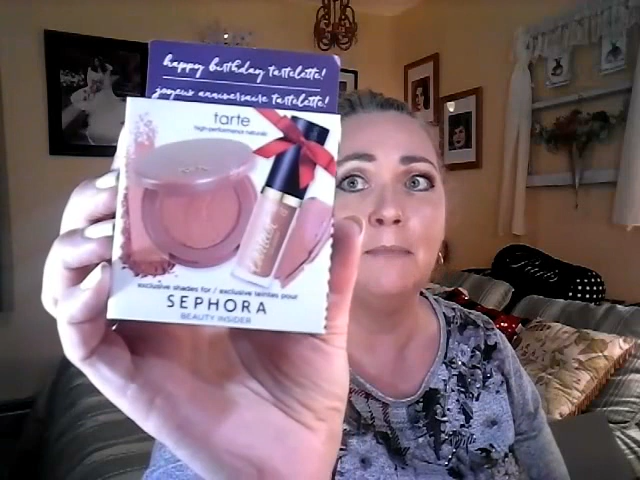 happy birthday tartelette!
joyeux anniversaire tartelette!
tarte
high-performance naturals
exclusive shades for / exclusive teintes pour
SEPHORA
BEAUTY INSIDER
Paris